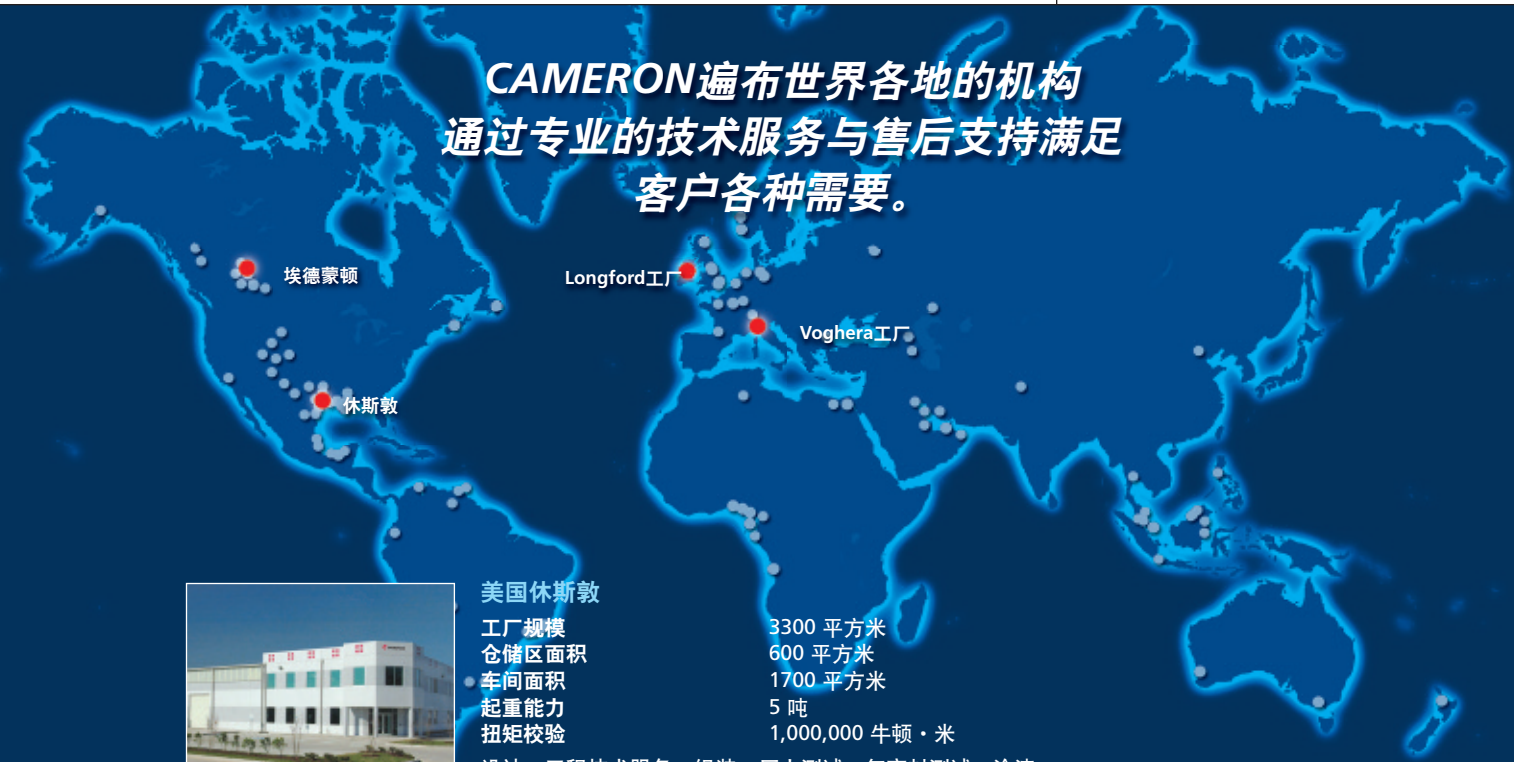 CAMERON遍布世界各地的机构
通过专业的技术服务与售后支持满足
客户各种需要。
埃德蒙顿
Longford工厂
Voghera工厂
休斯敦
美国休斯敦
工厂规模 3300 平方米
仓储区面积 600 平方米
车间面积 1700 平方米
起重能力 5 吨
扭矩校验 1,000,000 牛顿·米